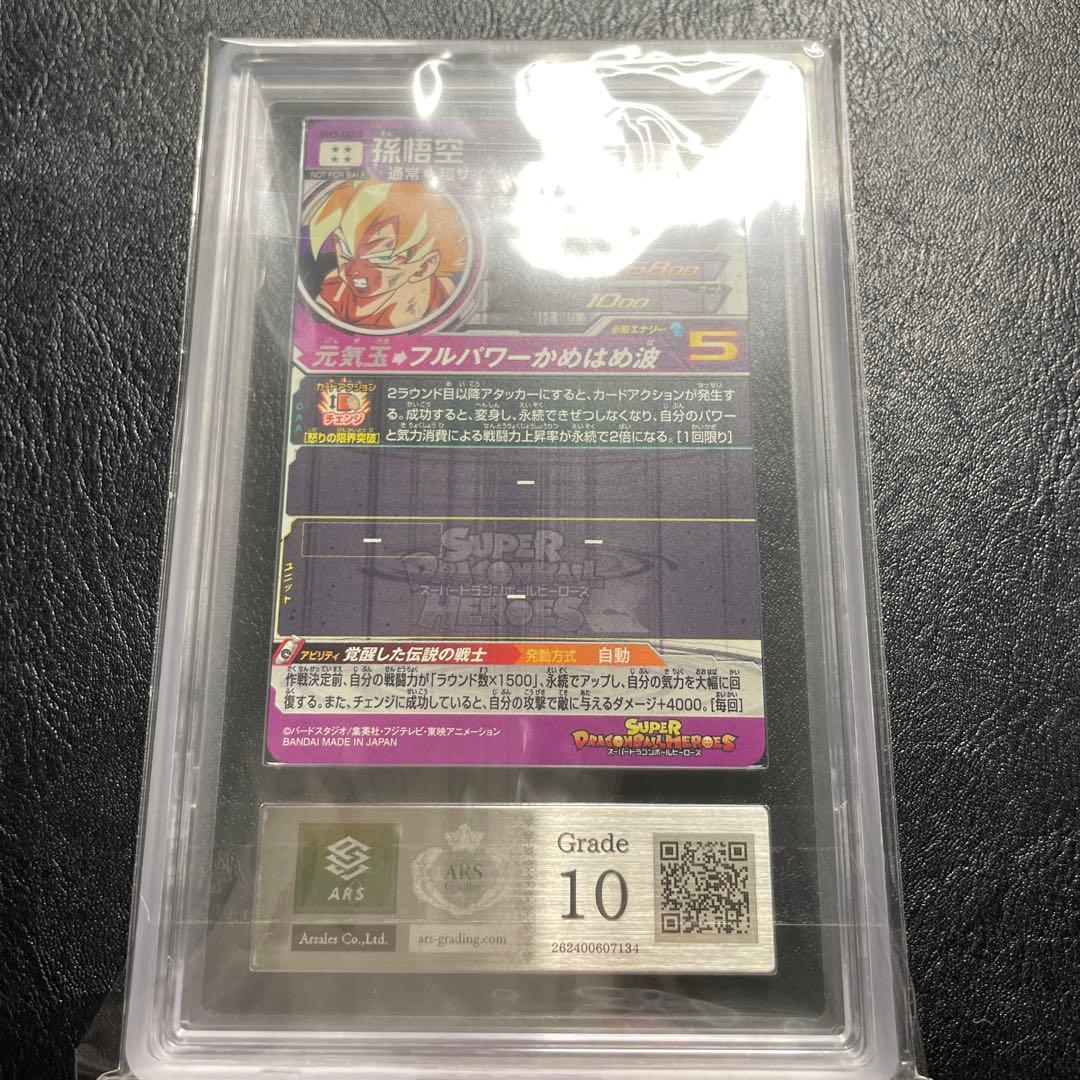 孫悟空
NOT FOR SALE
通常
5800
ガード
1000
必要エナジー
元気玉➡フルパワーかめはめ波 5
カードアクション
チェンジ
[怒りの限界突破]
CAA
2ラウンド目以降アタッカーにすると、カードアクションが発生す
る。成功すると、変身し、永続できぜつしなくなり、自分のパワー
と気力消費による戦闘力上昇率が永続で2倍になる。[1回限り]
ー
ユニット
ー ー
SUPER
DRAGONBALL
スーパードラゴンボールヒーローズ
HEROES
ー
アビリティ 覚醒した伝説の戦士 発動方式 自動
作戦決定前、自分の戦闘力が「ラウンド数×1500」、永続でアップし、自分の気力を大幅に回
復する。また、チェンジに成功していると、自分の攻撃で敵に与えるダメージ+4000。[毎回]
©バードスタジオ/集英社・フジテレビ・東映アニメーション
BANDAI MADE IN JAPAN
SUPER
DRAGONBALL HEROES
スーパードラゴンボールヒーローズ
ARS
Arsales Co.,Ltd.
ARS
Genuine
ars-grading.com
Grade
10
262400607134